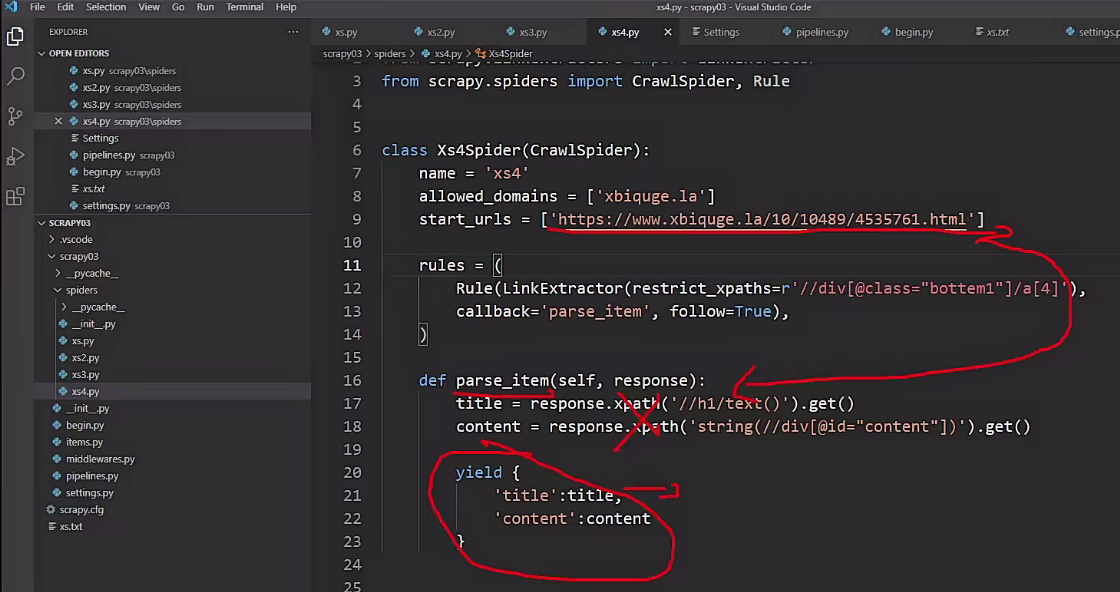 File Edit Selection View Go Run Terminal Help
xs4.py - scrapy03 - Visual Studio Code
EXPLORER ...
OPEN EDITORS
xs.py scrapy03\spiders
xs2.py scrapy03\spiders
xs3.py scrapy03\spiders
xs4.py scrapy03\spiders
Settings
pipelines.py scrapy03
begin.py scrapy03
xs.txt
settings.py scrapy03
SCRAPY03
.vscode
scrapy03
__pycache__
spiders
__pycache__
__init__.py
xs.py
xs2.py
xs3.py
xs4.py
__init__.py
begin.py
items.py
middlewares.py
pipelines.py
settings.py
scrapy.cfg
xs.txt
xs.py xs2.py xs3.py xs4.py Settings pipelines.py begin.py xs.txt settings.p
scrapy03 > spiders > xs4.py > Xs4Spider
3 from scrapy.spiders import CrawlSpider, Rule
4
5
6 class Xs4Spider(CrawlSpider):
7 name = 'xs4'
8 allowed_domains = ['xbiquge.la']
9 start_urls = ['https://www.xbiquge.la/10/10489/4535761.html']
10
11 rules = (
12 Rule(LinkExtractor(restrict_xpaths=r'//div[@class="bottem1"]/a[4]'),
13 callback='parse_item', follow=True),
14 )
15
16 def parse_item(self, response):
17 title = response.xpath('//h1/text()').get()
18 content = response.xpath('string(//div[@id="content"])').get()
19
20 yield {
21 'title':title,
22 'content':content
23 }
24
25